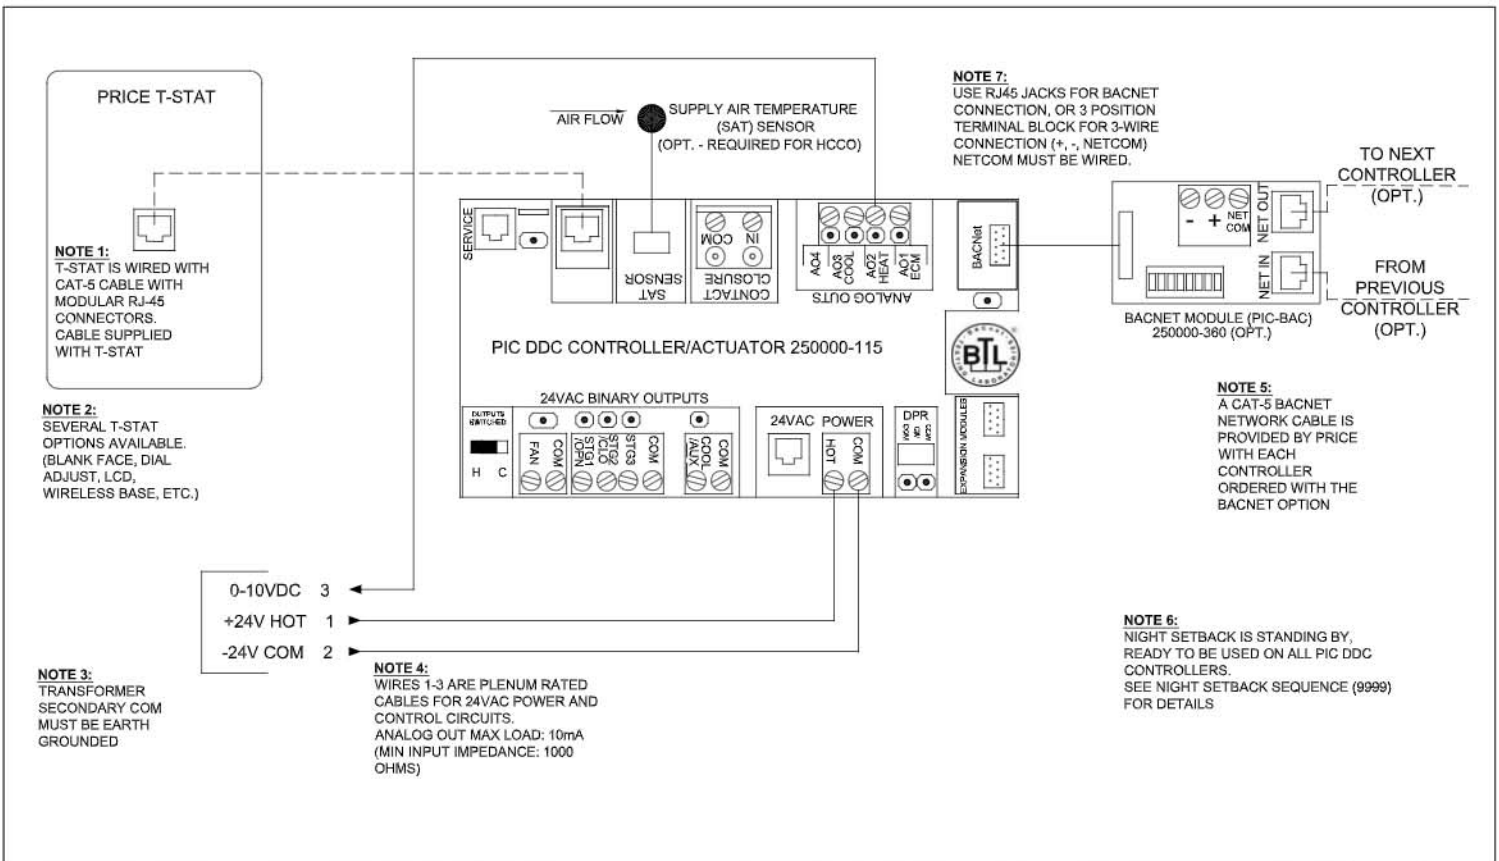 PRICE T-STAT
NOTE 1:
T-STAT IS WIRED WITH
CAT-5 CABLE WITH
MODULAR RJ-45
CONNECTORS.
CABLE SUPPLIED
WITH T-STAT
NOTE 2:
SEVERAL T-STAT
OPTIONS AVAILABLE.
(BLANK FACE, DIAL
ADJUST, LCD,
WIRELESS BASE, ETC.)
AIR FLOW
SUPPLY AIR TEMPERATURE
(SAT) SENSOR
(OPT. - REQUIRED FOR HCCO)
NOTE 7:
USE RJ45 JACKS FOR BACNET
CONNECTION, OR 3 POSITION
TERMINAL BLOCK FOR 3-WIRE
CONNECTION (+, -, NETCOM)
NETCOM MUST BE WIRED.
TO NEXT
CONTROLLER
(OPT.)
FROM
PREVIOUS
CONTROLLER
(OPT.)
- +
NET
COM
NET OUT
NET IN
BACNET MODULE (PIC-BAC)
250000-360 (OPT.)
SERVICE
SAT
SENSOR
COM
IN
CONTACT
CLOSURE
AO4
AO3
COOL
AO2
HEAT
AO1
ECM
ANALOG OUTS
BACNet
PIC DDC CONTROLLER/ACTUATOR 250000-115
BTL
24VAC BINARY OUTPUTS
OUTPUTS
SWITCHED
H C
FAN
COM
STG1
/OPN
STG2
/CLO
STG3
COM
COOL
/AUX
COM
24VAC POWER
HOT
COM
DPR
EXPANSION MODULES
NOTE 5:
A CAT-5 BACNET
NETWORK CABLE IS
PROVIDED BY PRICE
WITH EACH
CONTROLLER
ORDERED WITH THE
BACNET OPTION
0-10VDC 3
+24V HOT 1
-24V COM 2
NOTE 3:
TRANSFORMER
SECONDARY COM
MUST BE EARTH
GROUNDED
NOTE 4:
WIRES 1-3 ARE PLENUM RATED
CABLES FOR 24VAC POWER AND
CONTROL CIRCUITS.
ANALOG OUT MAX LOAD: 10mA
(MIN INPUT IMPEDANCE: 1000
OHMS)
NOTE 6:
NIGHT SETBACK IS STANDING BY,
READY TO BE USED ON ALL PIC DDC
CONTROLLERS.
SEE NIGHT SETBACK SEQUENCE (9999)
FOR DETAILS